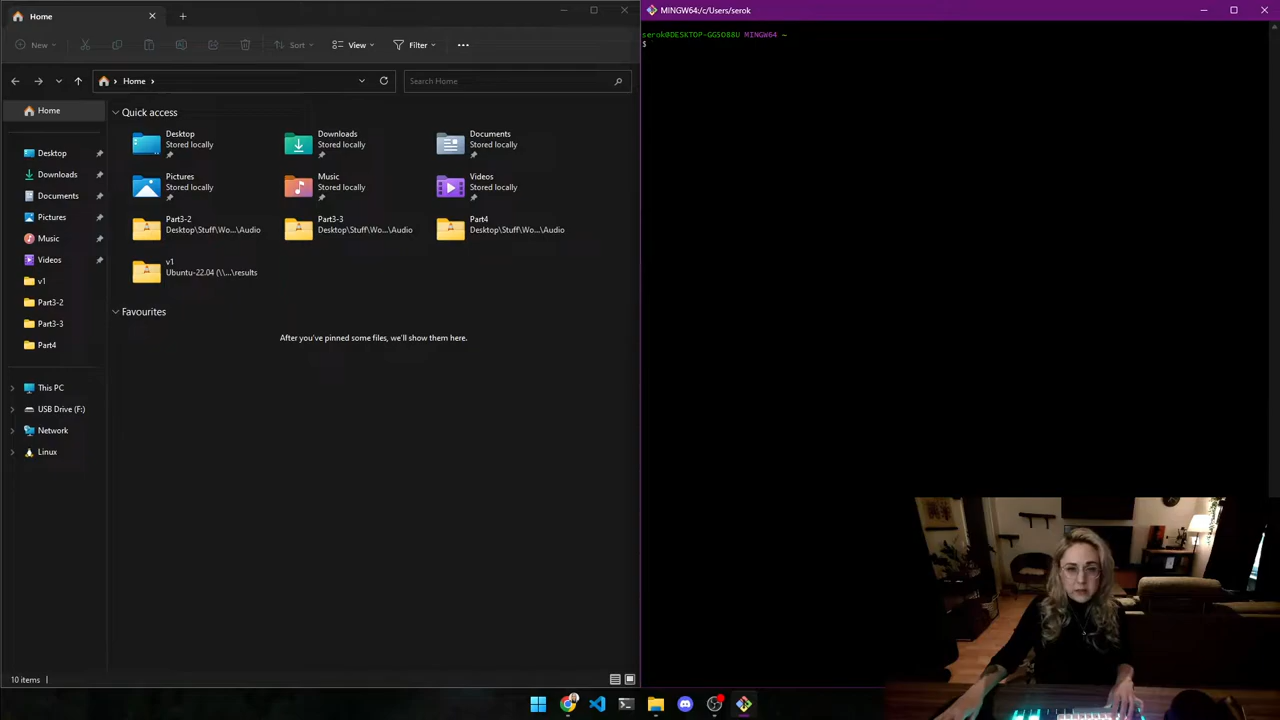 Home
New
Sort
View
Filter
Home
Search Home
Home
Desktop
Downloads
Documents
Pictures
Music
Videos
v1
Part3-2
Part3-3
Part4
This PC
USB Drive (F:)
Network
Linux
Quick access
Desktop
Stored locally
Downloads
Stored locally
Documents
Stored locally
Pictures
Stored locally
Music
Stored locally
Videos
Stored locally
Part3-2
Desktop\Stuff\Wo...\Audio
Part3-3
Desktop\Stuff\Wo...\Audio
Part4
Desktop\Stuff\Wo...\Audio
v1
Ubuntu-22.04 (\\...\results
Favourites
After you've pinned some files, we'll show them here.
10 items
MINGW64:/c/Users/serok
serok@DESKTOP-GG5O88U MINGW64 ~
$